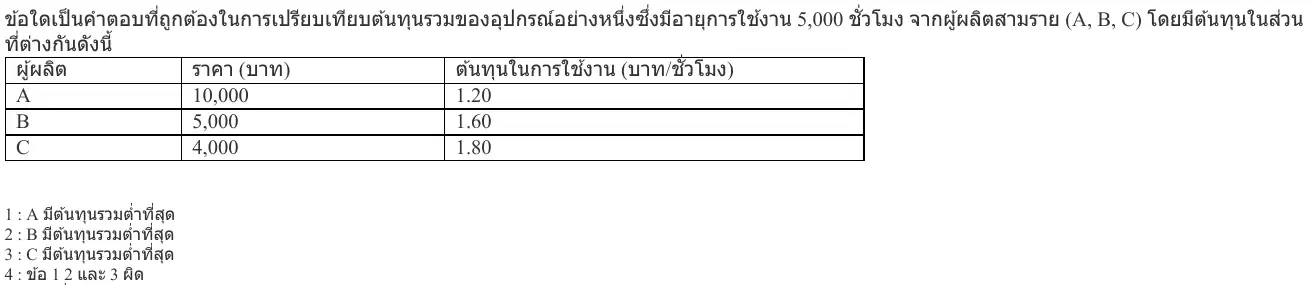 ข้อใดเป็นคำตอบที่ถูกต้องในการเปรียบเทียบต้นทุนรวมของอุปกรณ์อย่างหนึ่งซึ่งมีอายุการใช้งาน 5,000 ชั่วโมง จากผู้ผลิตสามราย (A, B, C) โดยมีต้นทุนในส่วน
ที่ต่างกันดังนี้
ผู้ผลิต ราคา (บาท) ต้นทุนในการใช้งาน (บาท/ชั่วโมง)
A 10,000 1.20
B 5,000 1.60
C 4,000 1.80
1 : A มีต้นทุนรวมต่ำที่สุด
2 : B มีต้นทุนรวมต่ำที่สุด
3 : C มีต้นทุนรวมต่ำที่สุด
4 : ข้อ 1 2 และ 3 ผิด